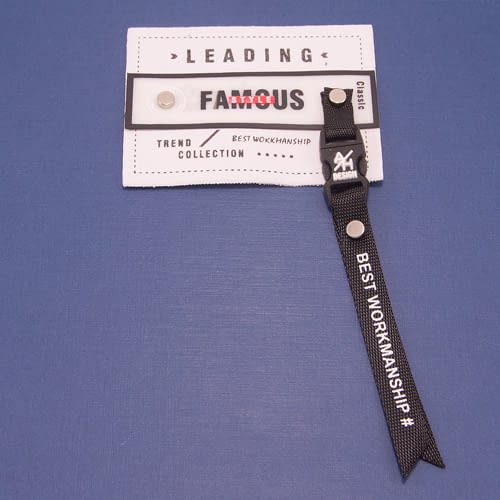 LEADING
FAMOUS
Classic
TREND / BEST WORKMANSHIP
COLLECTION
A/H
DESIGN
BEST WORKMANSHIP #